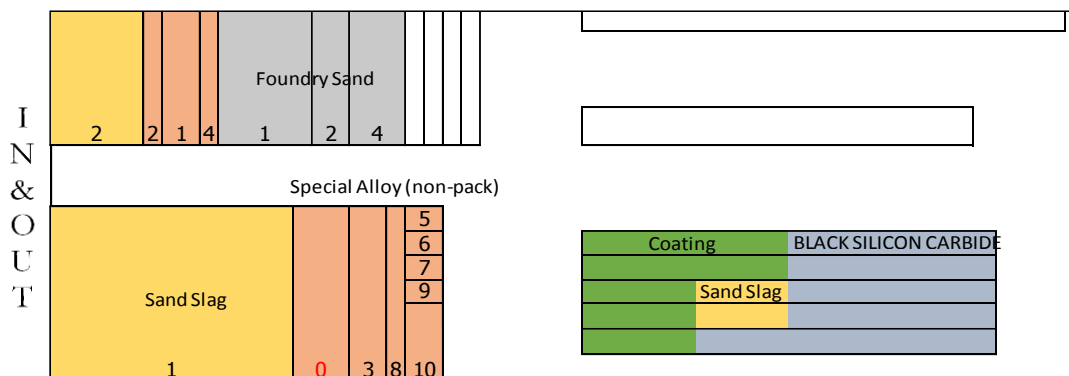 I
N
&
O
U
T
Foundry Sand
2 2 1 4 1 2 4
Special Alloy (non-pack)
5
6
7
9
Sand Slag
1 0 3 8 10
Coating BLACK SILICON CARBIDE
Sand Slag